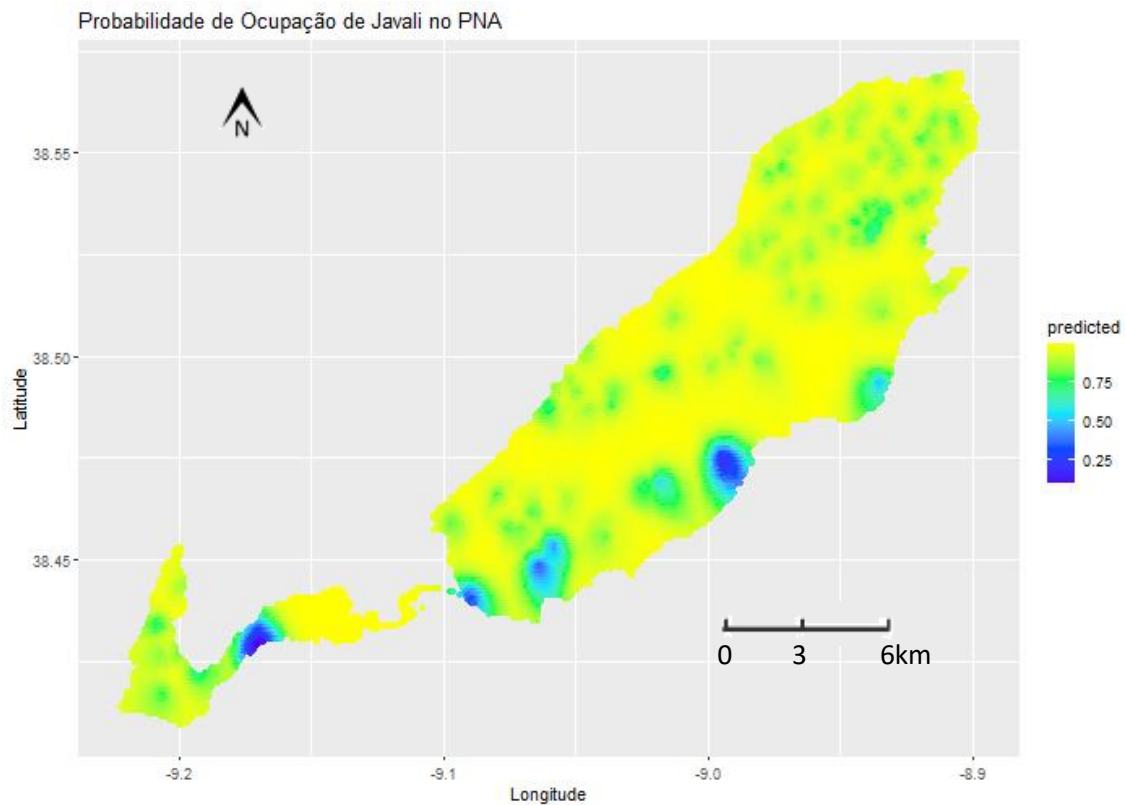 Probabilidade de Ocupação de Javali no PNA
N
38.55
38.50
38.45
Latitude
-9.2
-9.1
-9.0
-8.9
Longitude
0 3 6km
predicted
0.75
0.50
0.25